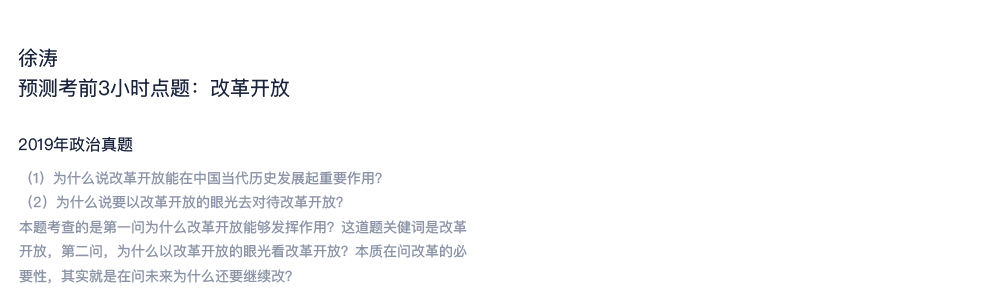 徐涛
预测考前3小时点题：改革开放
2019年政治真题
（1）为什么说改革开放能在中国当代历史发展起重要作用？
（2）为什么说要以改革开放的眼光去对待改革开放？
本题考查的是第一问为什么改革开放能够发挥作用？这道题关健词是改革
开放，第二问，为什么以改革开放的眼光看改革开放？本质在问改革的必
要性，其实就是在问未来为什么还要继续改？